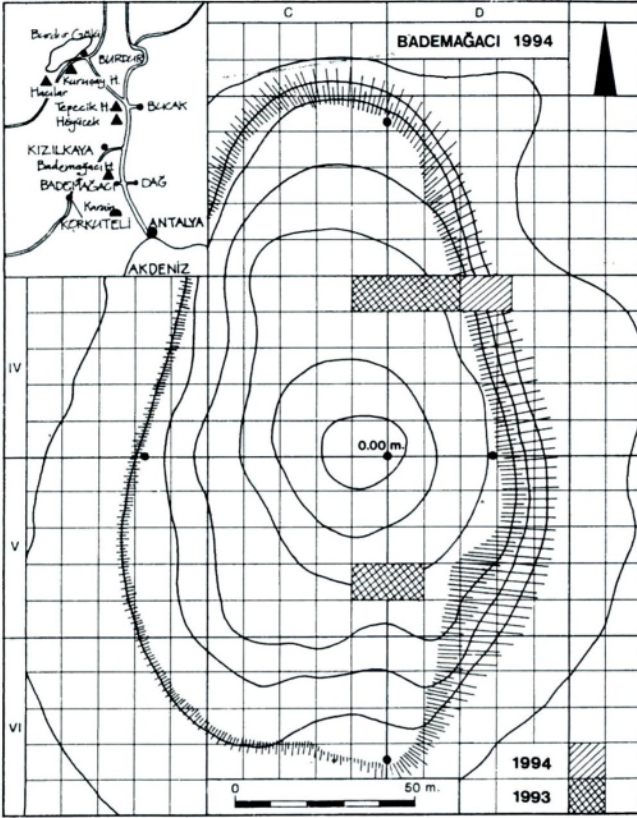 C D
BADEMAĞACI 1994
Burdur Gölü
BURDUR
Kuruçay H.
Hacılar
Tepecik H.
BUCAK
Höyücek
KIZILKAYA
Bademağacı H.
BADEMAĞACI
DAĞ
Karain
KORKUTELİ
ANTALYA
AKDENİZ
IV
0.00 m.
V
VI
1994
1993
0 50 m.